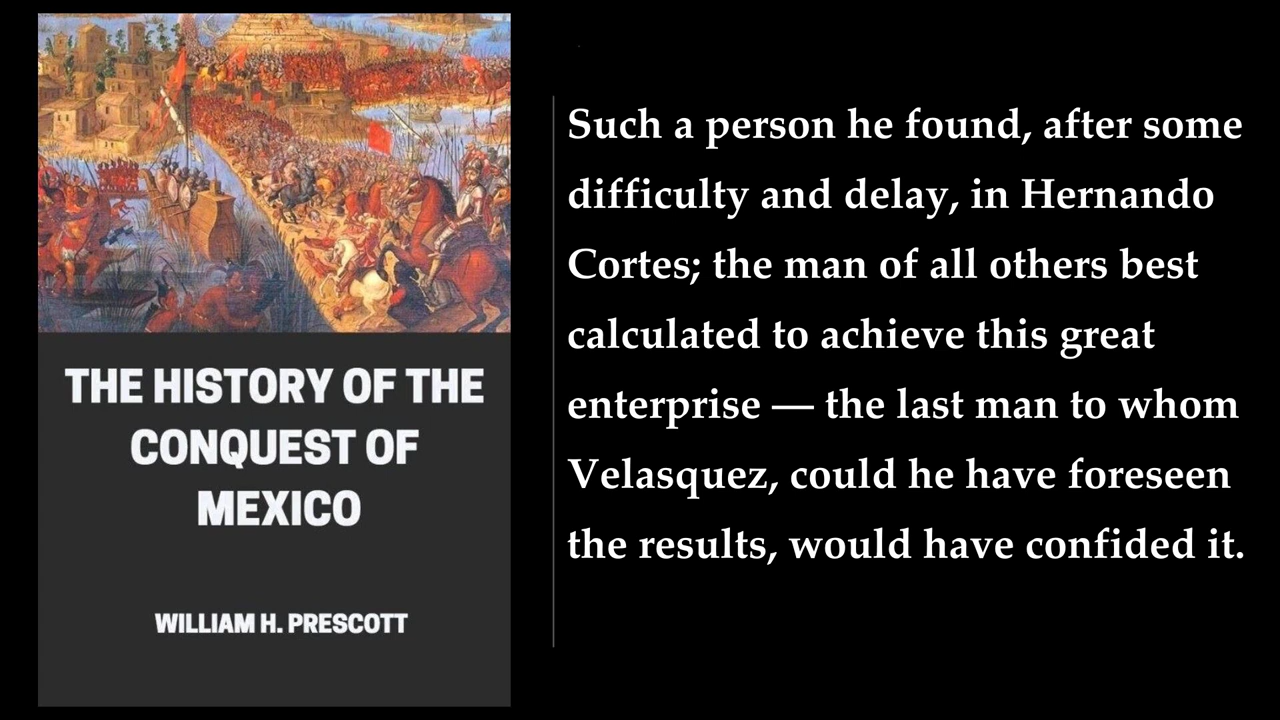 THE HISTORY OF THE
CONQUEST OF
MEXICO
WILLIAM H. PRESCOTT
Such a person he found, after some
difficulty and delay, in Hernando
Cortes; the man of all others best
calculated to achieve this great
enterprise — the last man to whom
Velasquez, could he have foreseen
the results, would have confided it.